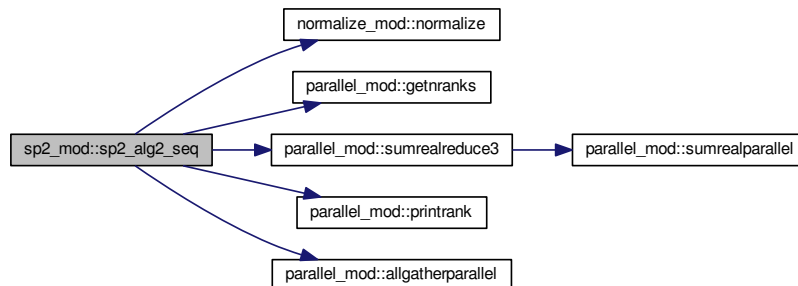 normalize_mod::normalize
parallel_mod::getnranks
sp2_mod::sp2_alg2_seq
parallel_mod::sumrealreduce3
parallel_mod::sumrealparallel
parallel_mod::printrank
parallel_mod::allgatherparallel